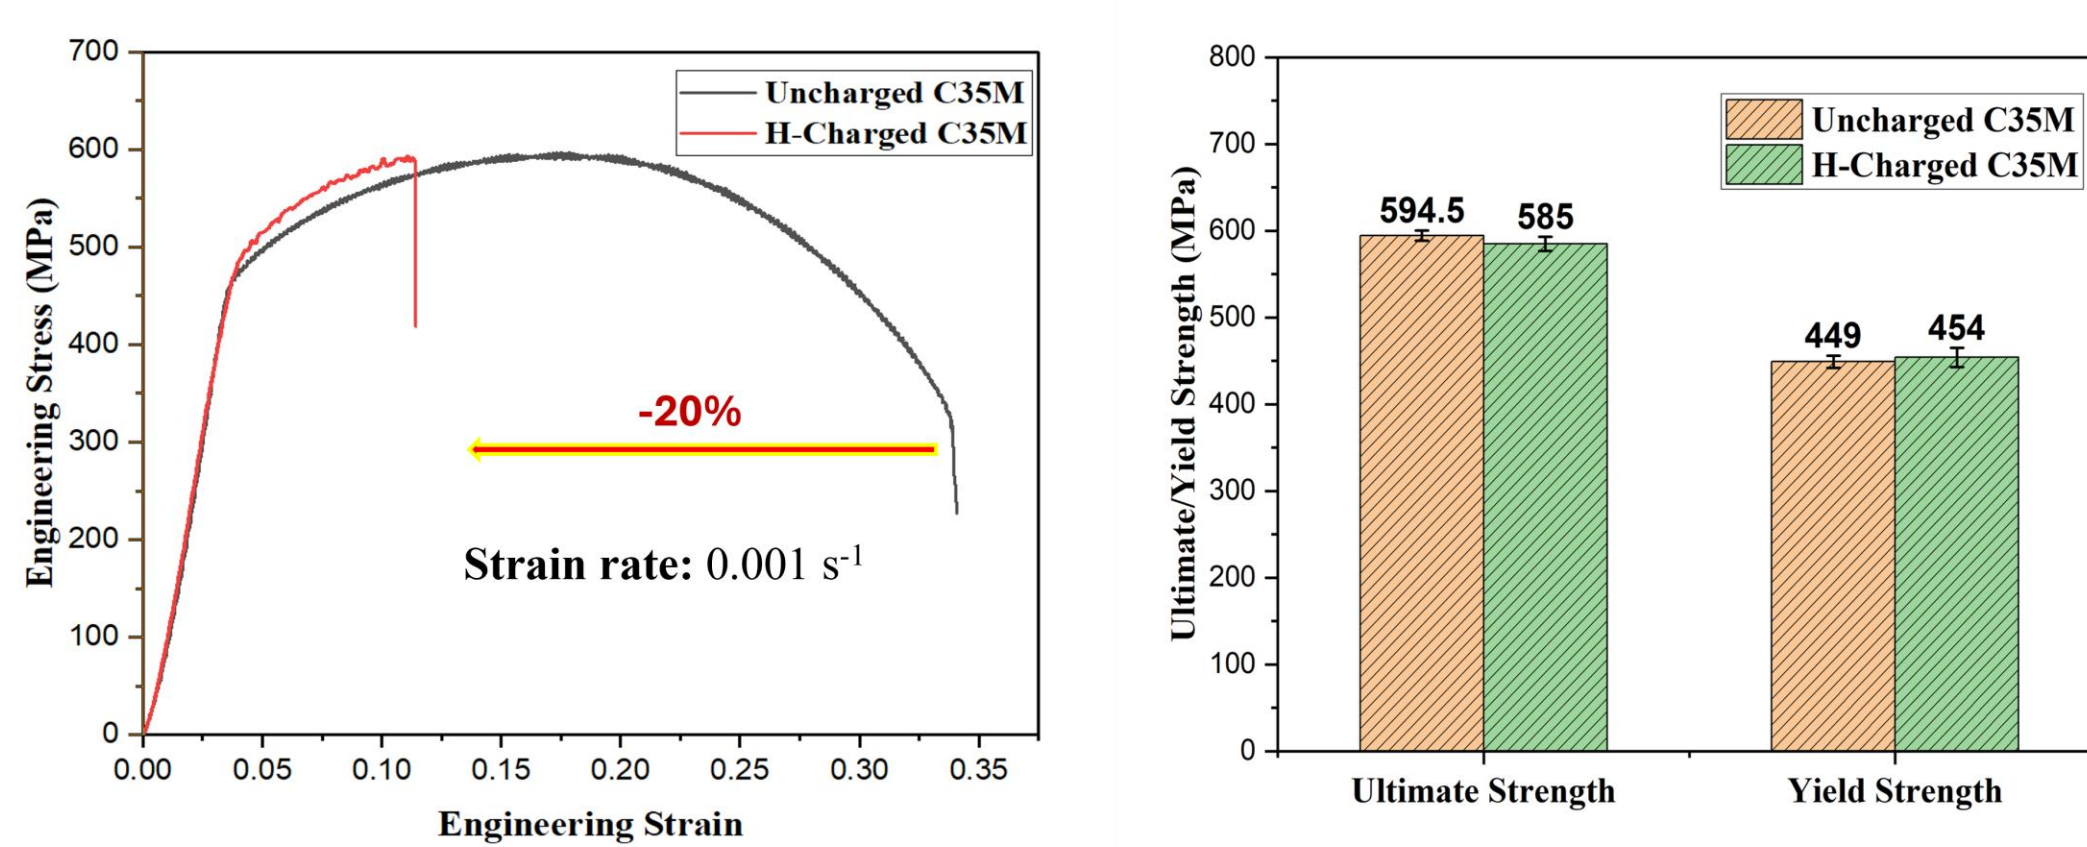 700
600
500
400
300
200
100
0
Engineering Stress (MPa)
Uncharged C35M
H-Charged C35M
-20%
Strain rate: 0.001 s⁻¹
0.00 0.05 0.10 0.15 0.20 0.25 0.30 0.35
Engineering Strain
800
700
600
500
400
300
200
100
0
Ultimate/Yield Strength (MPa)
Uncharged C35M
H-Charged C35M
594.5 585
449 454
Ultimate Strength Yield Strength